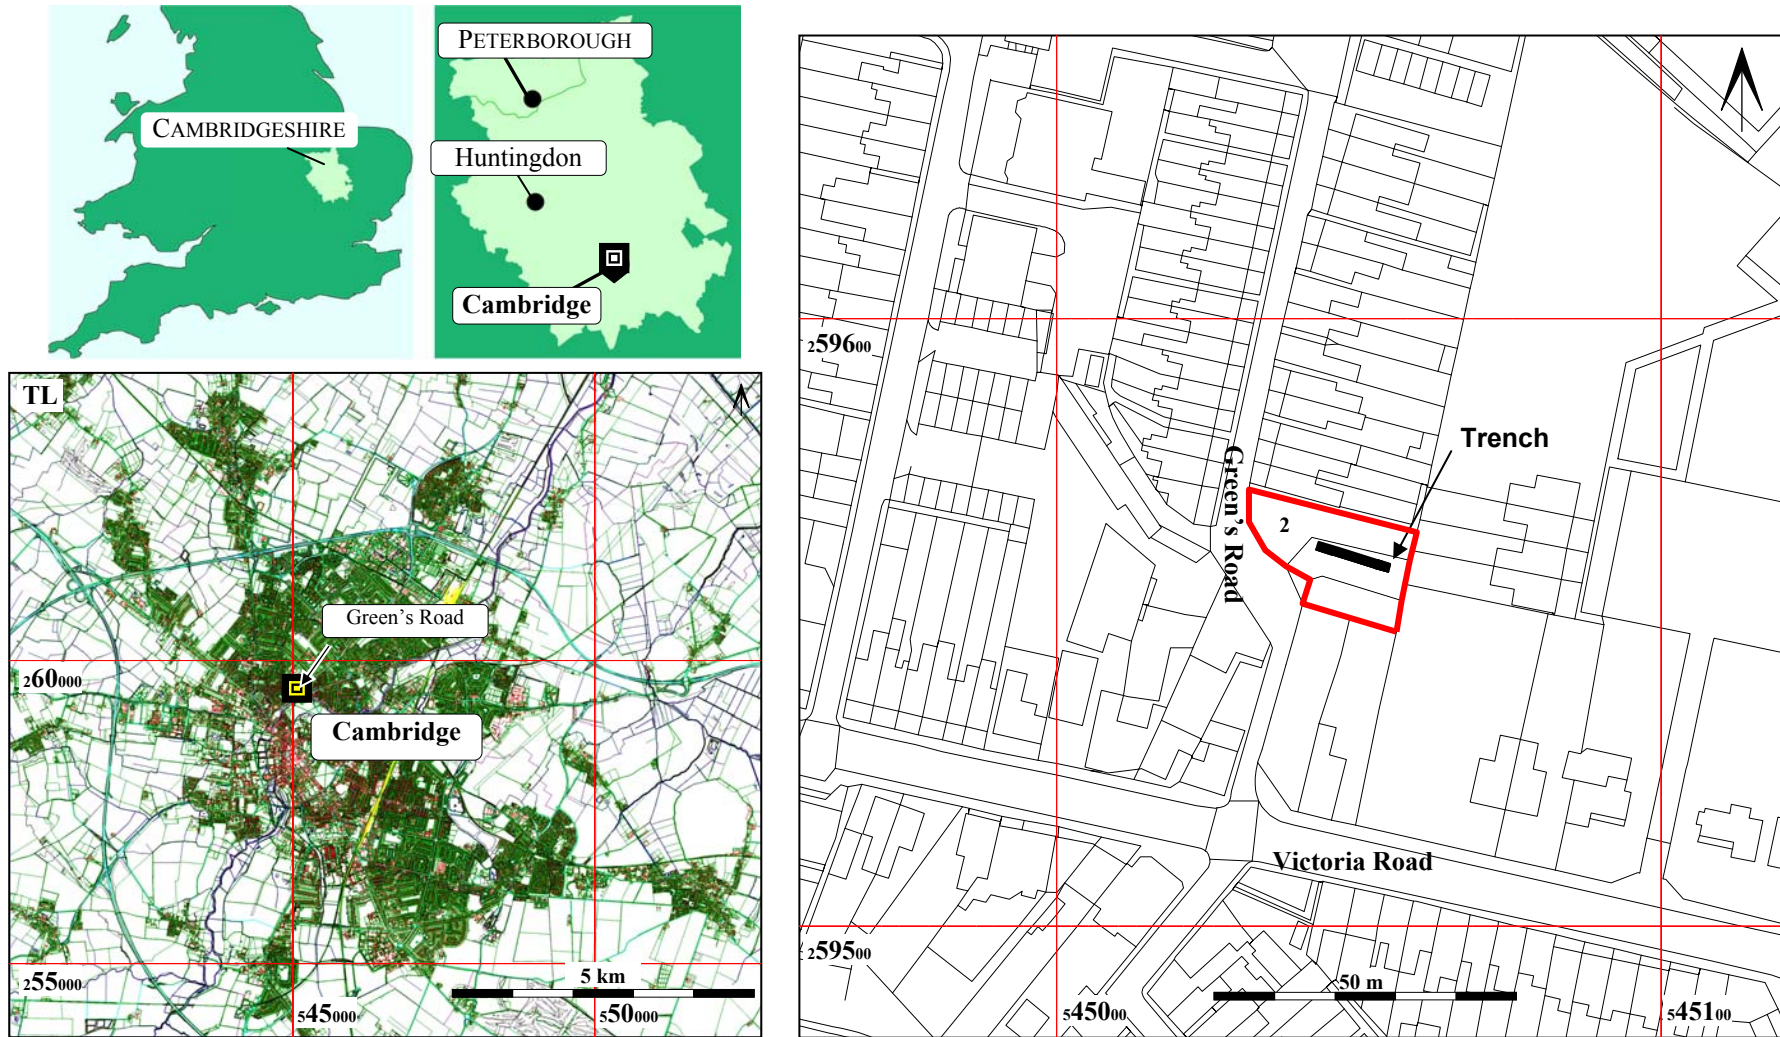 PETERBOROUGH
CAMBRIDGESHIRE
Huntingdon
Cambridge
TL
Green's Road
260000
Cambridge
255000
5 km
545000
550000
259600
Trench
Green's Road
2
Victoria Road
259500
50 m
545000
545100